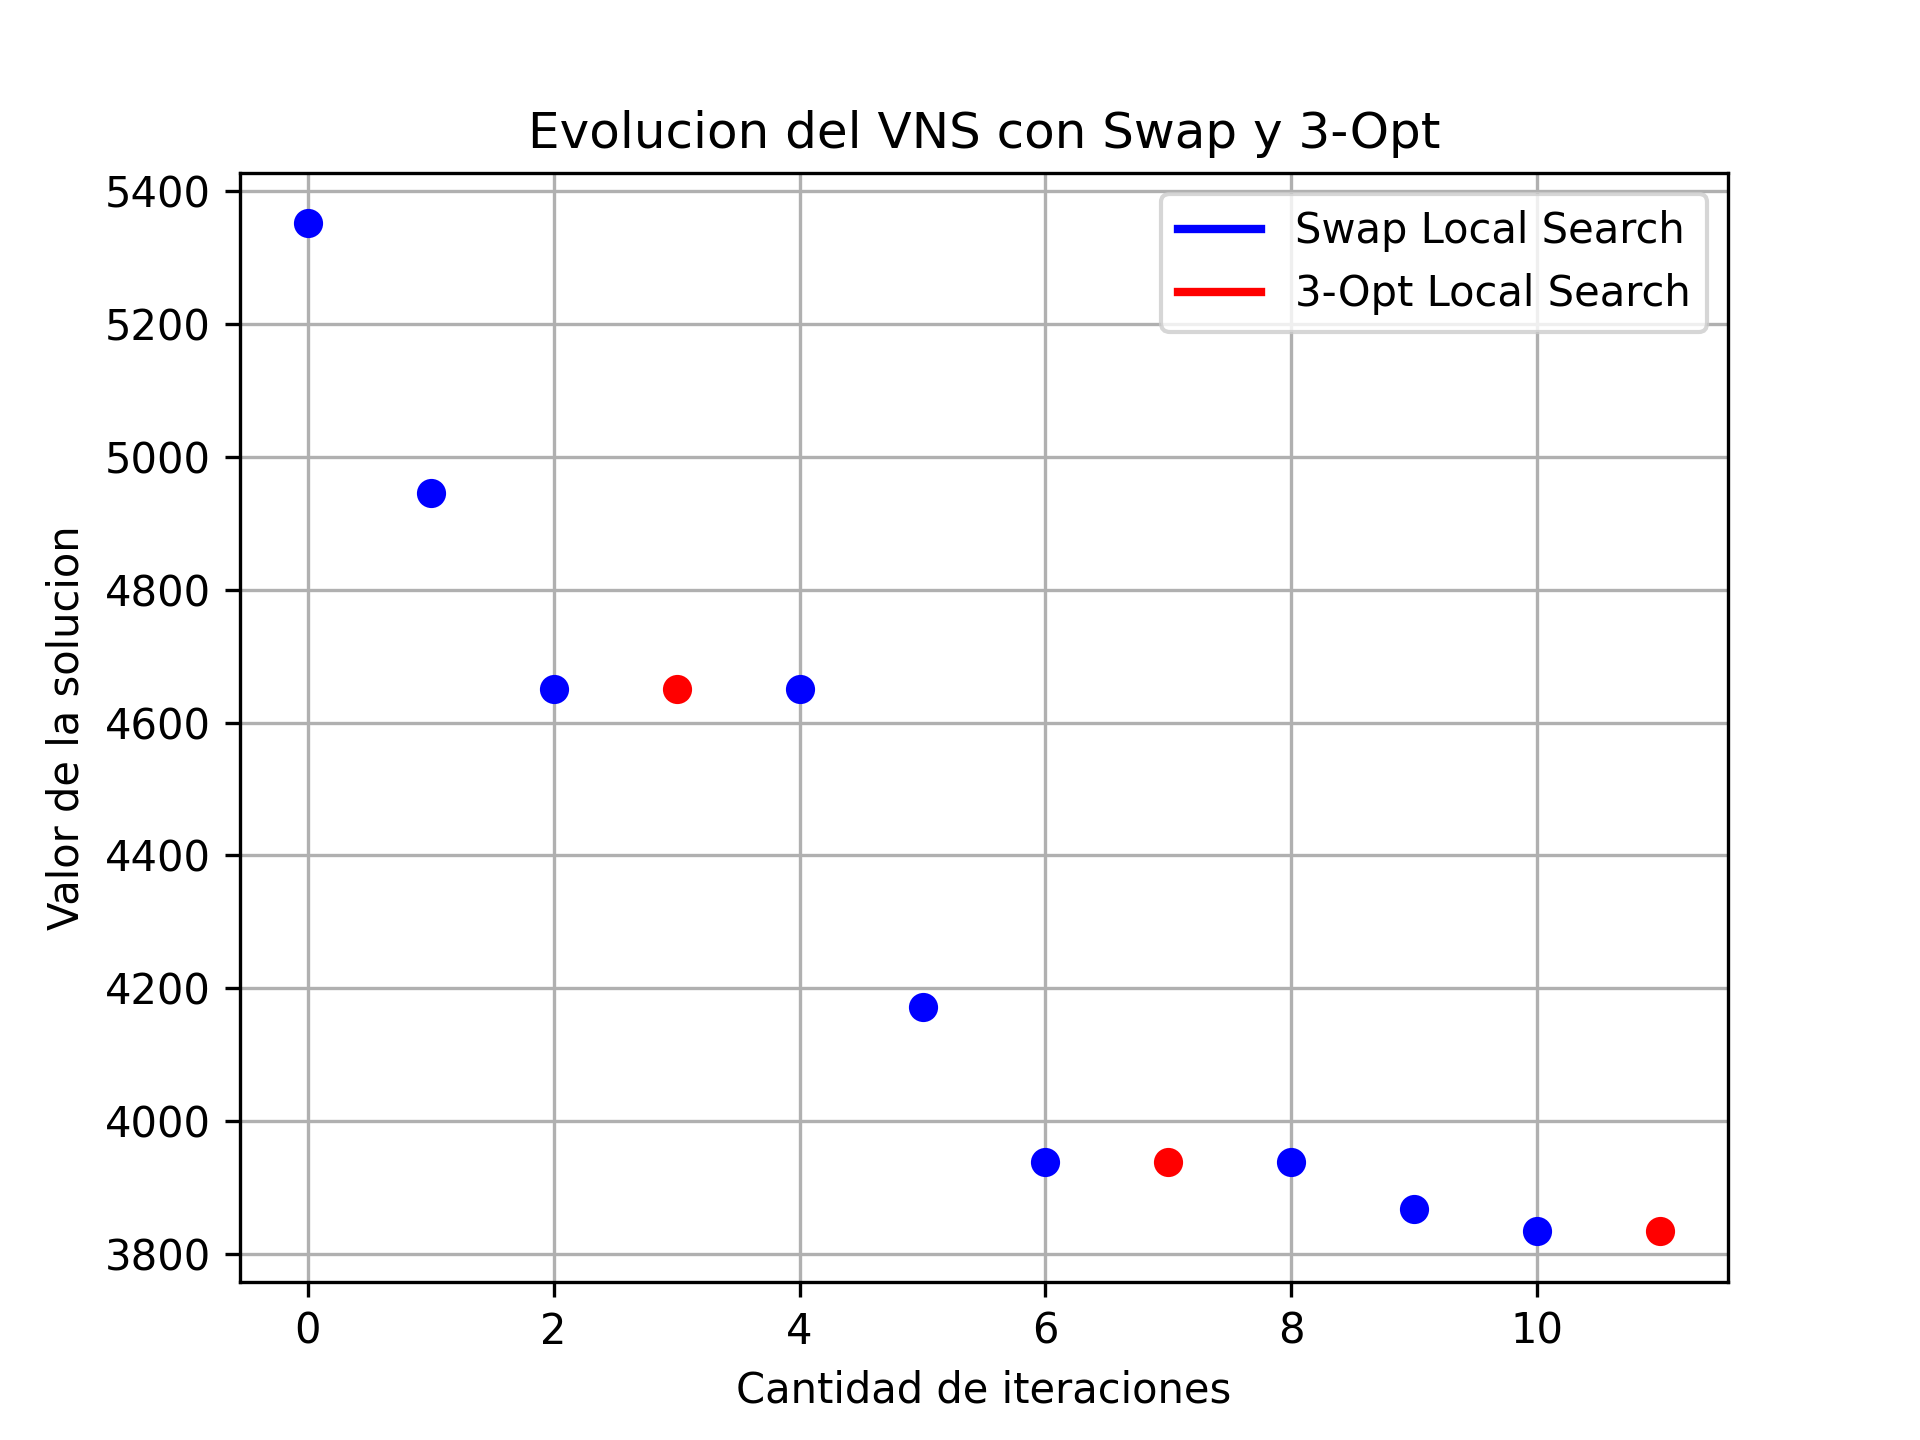 Evolucion del VNS con Swap y 3-Opt
Swap Local Search
3-Opt Local Search
Valor de la solucion
5400
5200
5000
4800
4600
4400
4200
4000
3800
0 2 4 6 8 10
Cantidad de iteraciones